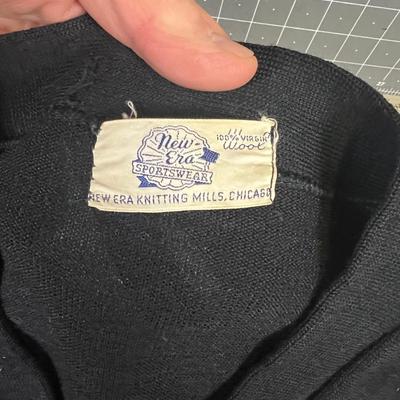 New-
Era
SPORTSWEAR
100% VIRGIN
Wool
NEW ERA KNITTING MILLS, CHICAGO